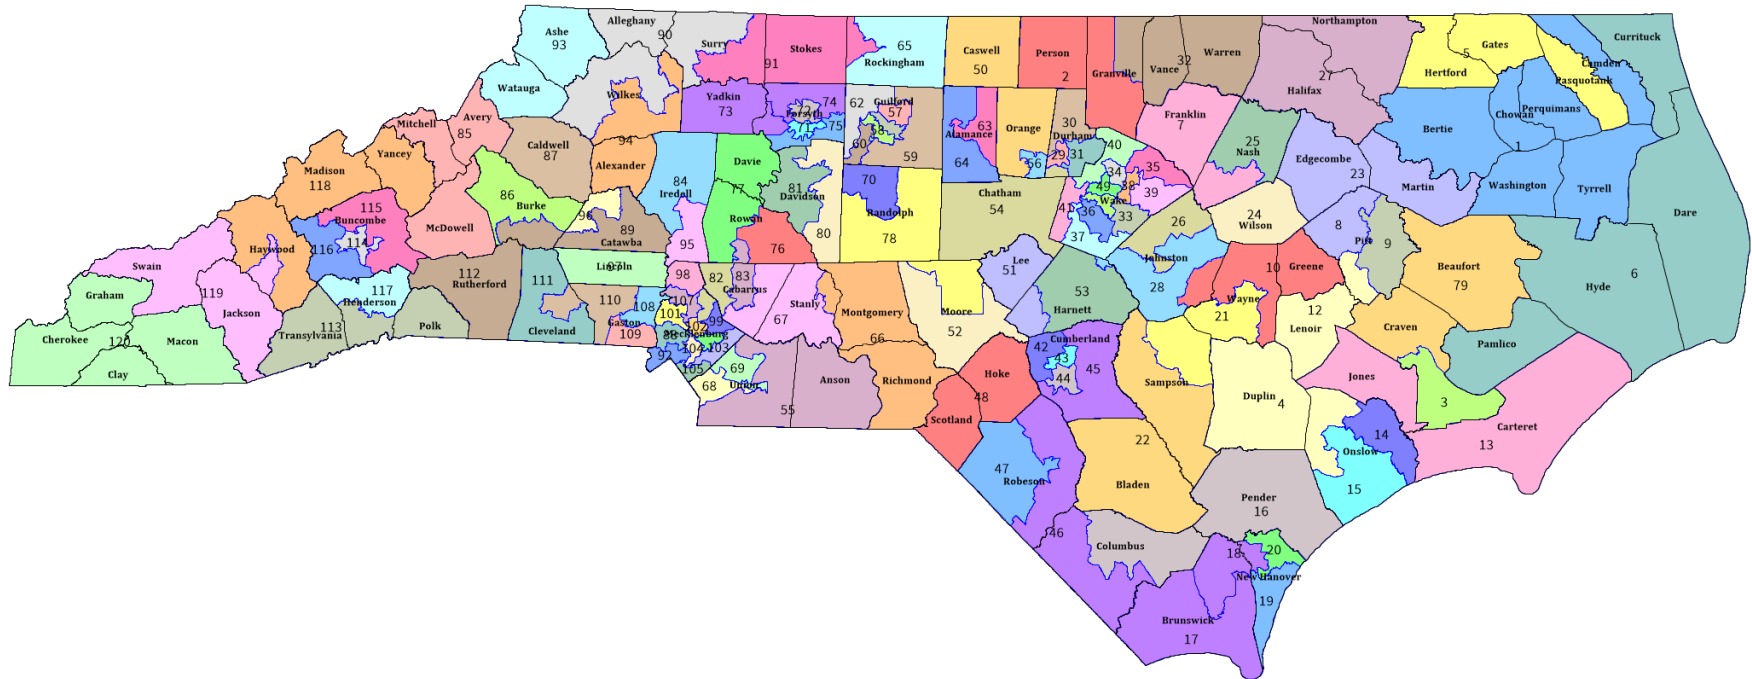 Alleghany
90
Ashe
93
Surry
Stokes
91
65
Rockingham
Caswell
50
Person
2
Granville
Vance
32
Warren
Northampton
27
Halifax
Gates
5
Hertford
Currituck
Camden
Pasquotank
Perquimans
Chowan
Bertie
1
Watauga
Wilkes
94
Yadkin
73
72
74
Forsyth
71
75
62
Guilford
57
58
60
59
Alamance
63
64
Orange
56
30
Durham
29
31
Franklin
7
25
Nash
Edgecombe
23
Martin
Washington
Tyrrell
Dare
Mitchell
Avery
85
Yancey
Madison
118
Caldwell
87
Alexander
Davie
77
84
Iredell
81
Davidson
80
70
Randolph
78
Chatham
54
40
34
35
49
38
39
Wake
36
33
41
37
26
24
Wilson
8
Pitt
9
115
Buncombe
114
116
McDowell
86
Burke
96
89
Catawba
95
Rowan
76
Haywood
Swain
119
Jackson
Graham
Cherokee
120
Macon
Clay
113
Transylvania
117
Henderson
Polk
112
Rutherford
111
Cleveland
97
Lincoln
110
108
Gaston
109
98
82
83
Cabarrus
107
101
102
99
88
Mecklenburg
104
103
92
105
69
68
Union
67
Stanly
55
Anson
Montgomery
66
Richmond
Moore
52
Lee
51
53
Harnett
Johnston
28
10
Greene
Wayne
21
12
Lenoir
Beaufort
79
Hyde
6
Craven
Pamlico
Jones
3
Carteret
13
Hoke
48
Scotland
42
Cumberland
43
44
45
Sampson
Duplin
4
14
Onslow
15
47
Robeson
46
22
Bladen
Pender
16
Columbus
18
20
New Hanover
19
Brunswick
17